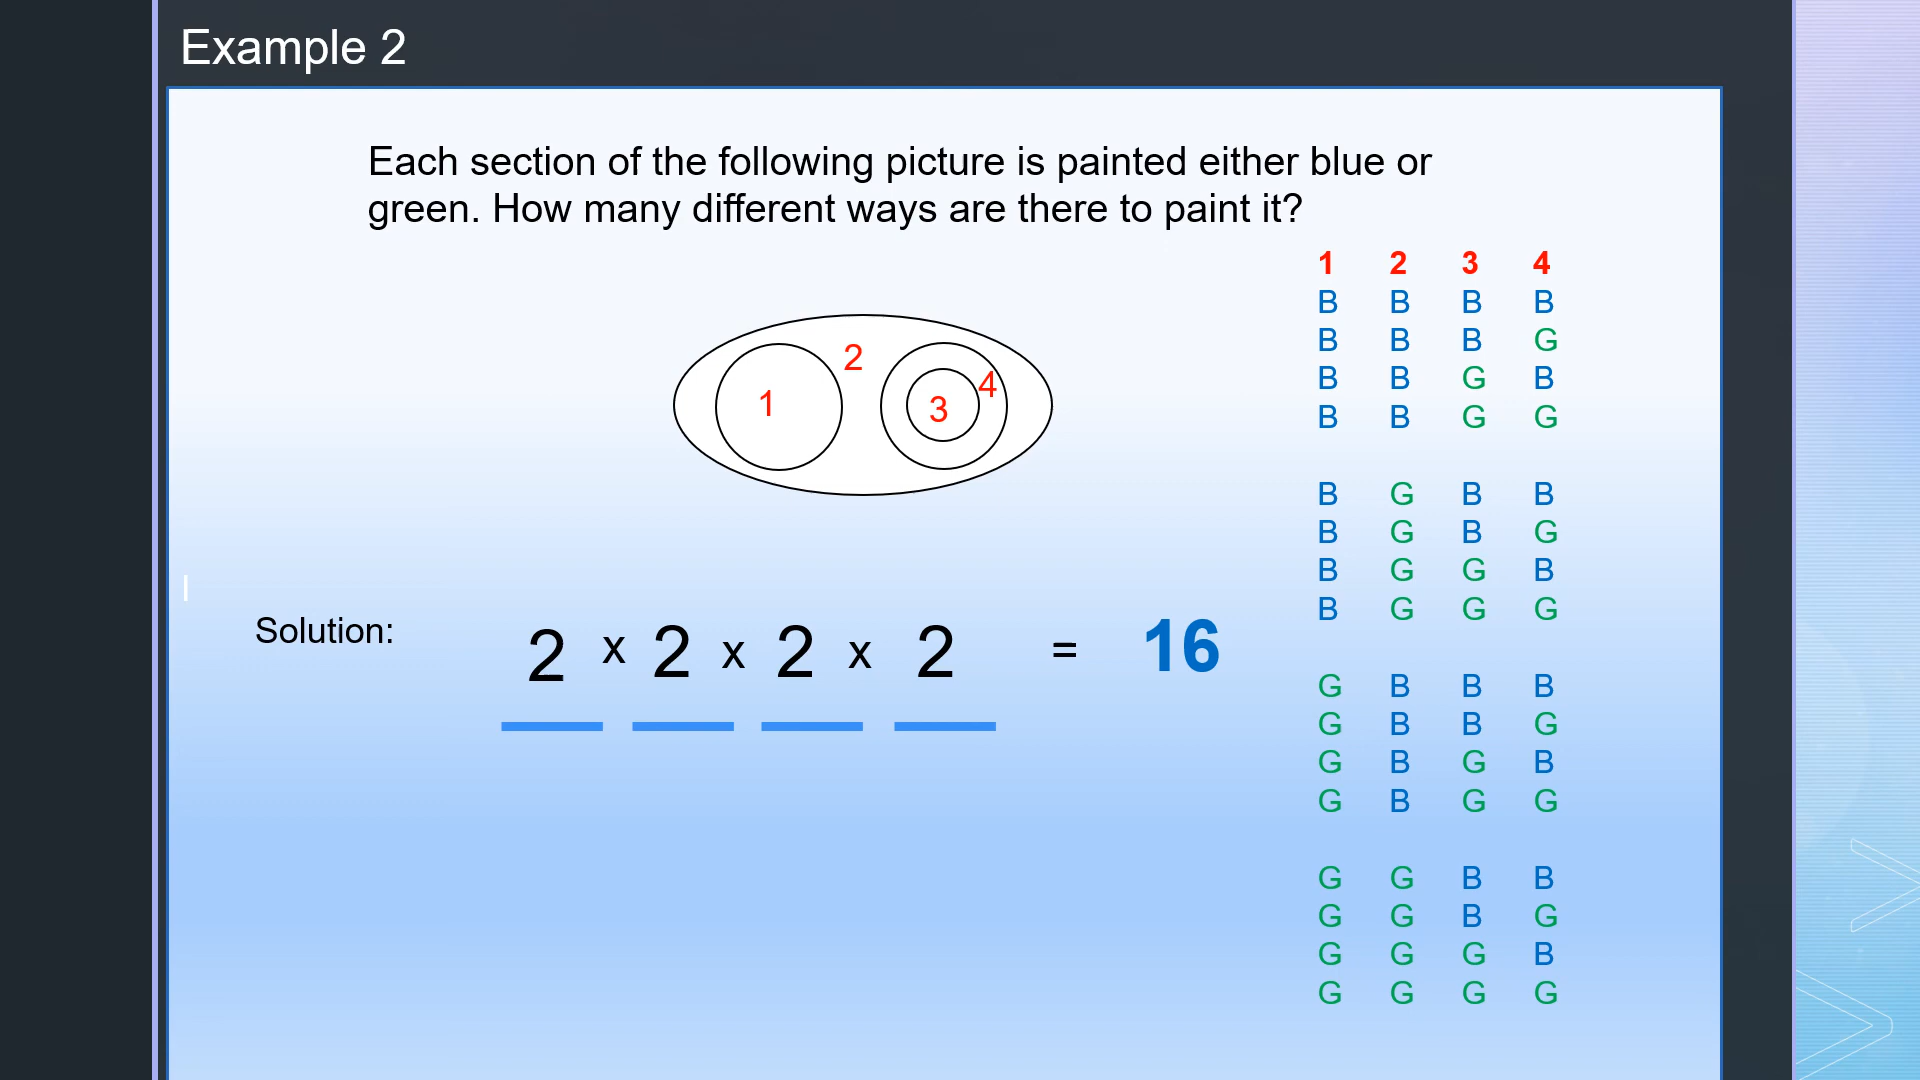 Example 2
Each section of the following picture is painted either blue or
green. How many different ways are there to paint it?
1 2 3 4
B B B B
B B B G
B B G B
B B G G
B G B B
B G B G
B G G B
B G G G
G B B B
G B B G
G B G B
G B G G
G G B B
G G B G
G G G B
G G G G
2
4
1
3
Solution:
2 x 2 x 2 x 2 = 16